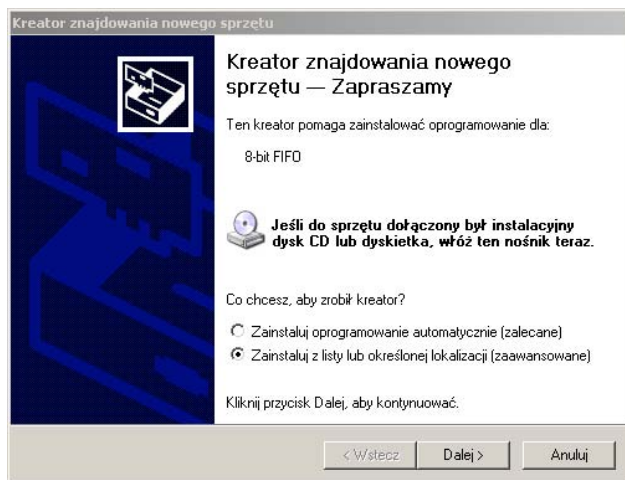 Kreator znajdowania nowego sprzętu
Kreator znajdowania nowego
sprzętu — Zapraszamy
Ten kreator pomaga zainstalować oprogramowanie dla:
8-bit FIFO
Jeśli do sprzętu dołączony był instalacyjny
dysk CD lub dyskietka, włóż ten nośnik teraz.
Co chcesz, aby zrobił kreator?
Zainstaluj oprogramowanie automatycznie (zalecane)
Zainstaluj z listy lub określonej lokalizacji (zaawansowane)
Kliknij przycisk Dalej, aby kontynuować.
< Wstecz Dalej > Anuluj